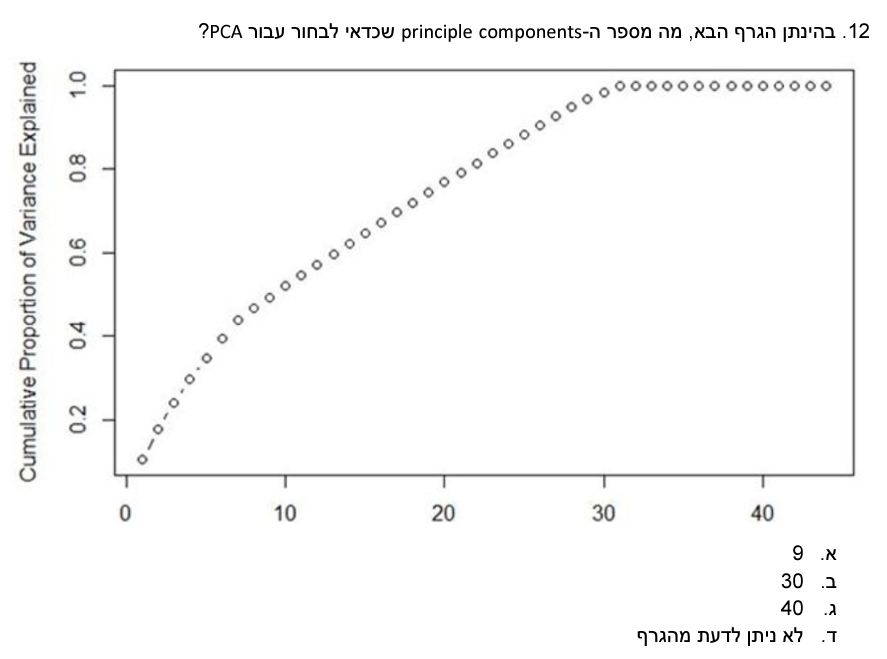 12. בהינתן הגרף הבא, מה מספר ה-principle components שכדאי לבחור עבור PCA?
Cumulative Proportion of Variance Explained
1.0
0.8
0.6
0.4
0.2
0 10 20 30 40
א. 9
ב. 30
ג. 40
ד. לא ניתן לדעת מהגרף